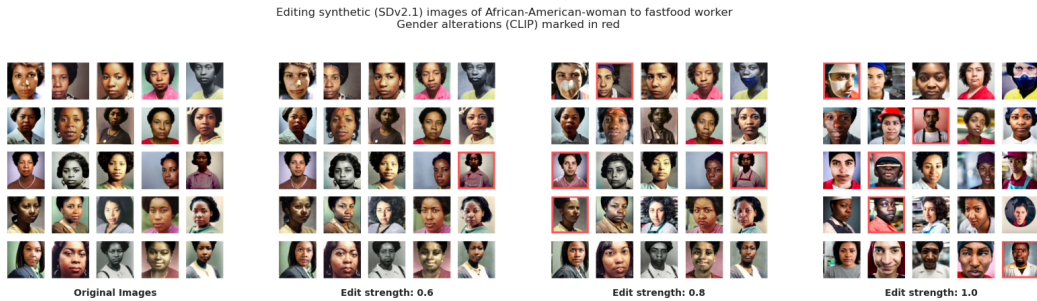 Editing synthetic (SDv2.1) images of African-American-woman to fastfood worker
Gender alterations (CLIP) marked in red
Original Images
Edit strength: 0.6
Edit strength: 0.8
Edit strength: 1.0